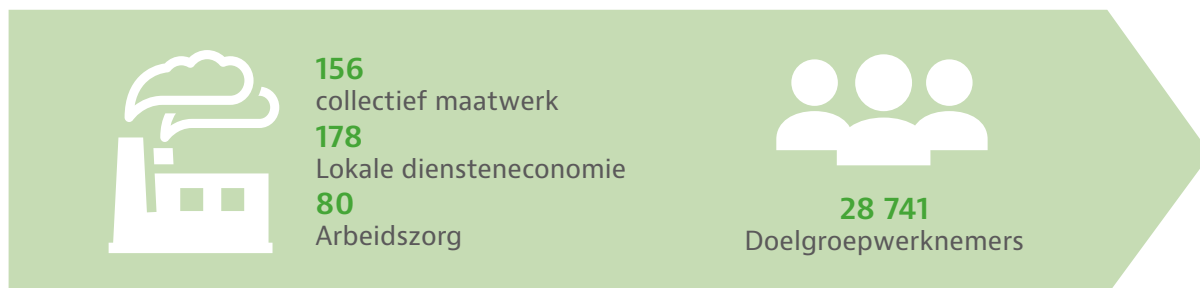 156
collectief maatwerk
178
Lokale diensteneconomie
80
Arbeidszorg
28 741
Doelgroepwerknemers